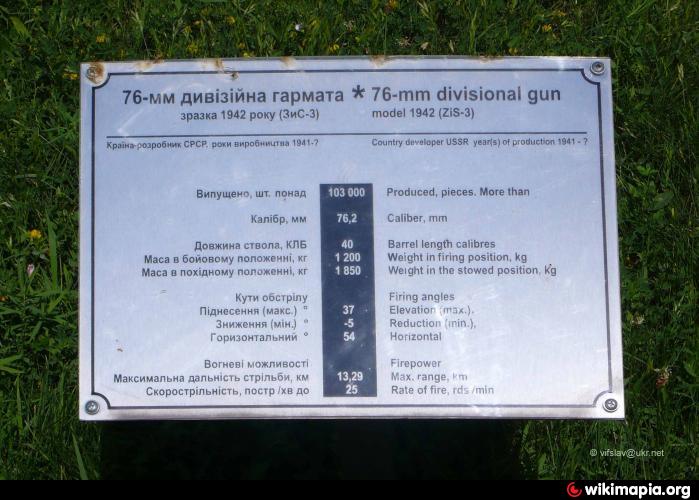 76-мм дивізійна гармата * 76-mm divisional gun
зразка 1942 року (ЗиС-3) model 1942 (ZiS-3)
Країна-розробник СРСР, роки виробництва 1941-? Country developer USSR year(s) of production 1941 - ?
Випущено, шт. понад 103 000 Produced, pieces. More than
Калібр, мм 76,2 Caliber, mm
Довжина ствола, КЛБ 40 Barrel length calibres
Маса в бойовому положенні, кг 1 200 Weight in firing position, kg
Маса в похідному положенні, кг 1 850 Weight in the stowed position, kg
Кути обстрілу Firing angles
Піднесення (макс.) ° 37 Elevation (max.).
Зниження (мін.) ° -5 Reduction (min.),
Горизонтальний ° 54 Horizontal
Вогневі можливості Firepower
Максимальна дальність стрільби, км 13,29 Max. range, km
Скорострільність, постр /хв до 25 Rate of fire, rds /min
© vifslav@ukr.net
wikimapia.org